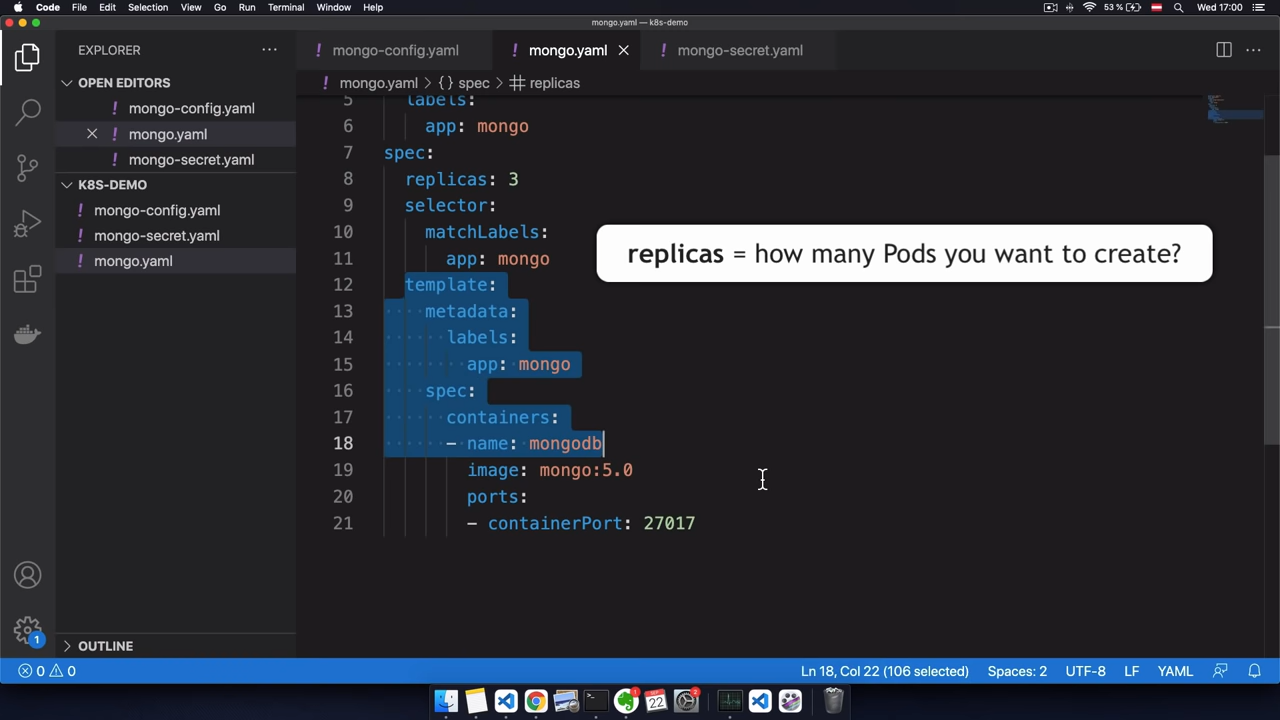 Code File Edit Selection View Go Run Terminal Window Help 53 % Wed 17:00
mongo.yaml — k8s-demo
EXPLORER
mongo-config.yaml
mongo.yaml
mongo-secret.yaml
mongo.yaml > {} spec > replicas
OPEN EDITORS
mongo-config.yaml
mongo.yaml
mongo-secret.yaml
K8S-DEMO
mongo-config.yaml
mongo-secret.yaml
mongo.yaml
5 labels:
6 app: mongo
7 spec:
8 replicas: 3
9 selector:
10 matchLabels:
11 app: mongo
12 template:
13 metadata:
14 labels:
15 app: mongo
16 spec:
17 containers:
18 - name: mongodb
19 image: mongo:5.0
20 ports:
21 - containerPort: 27017
replicas = how many Pods you want to create?
OUTLINE
1
0 0 Ln 18, Col 22 (106 selected) Spaces: 2 UTF-8 LF YAML
1 SEP 22 2